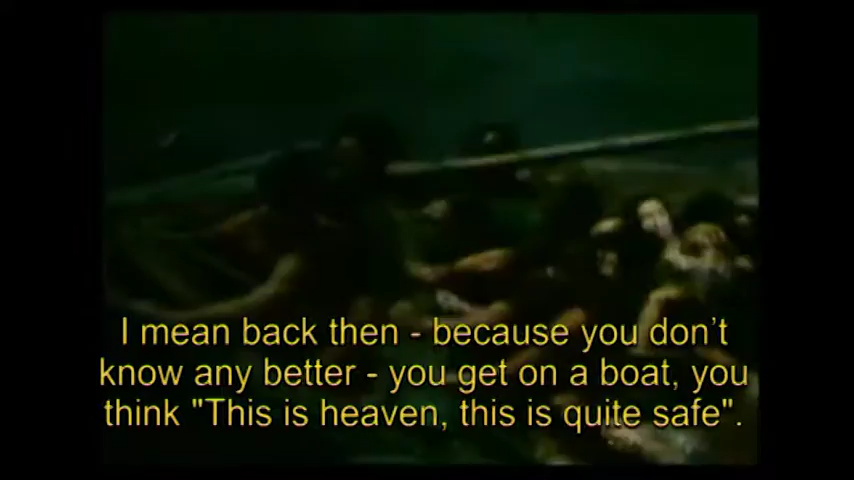 I mean back then - because you don't
know any better - you get on a boat, you
think "This is heaven, this is quite safe".